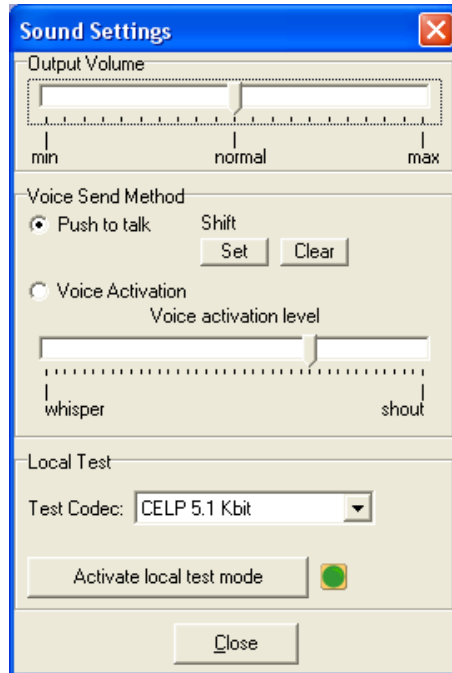 Sound Settings
Output Volume
min normal max
Voice Send Method
Push to talk Shift
Set Clear
Voice Activation
Voice activation level
whisper shout
Local Test
Test Codec: CELP 5.1 Kbit
Activate local test mode
Close